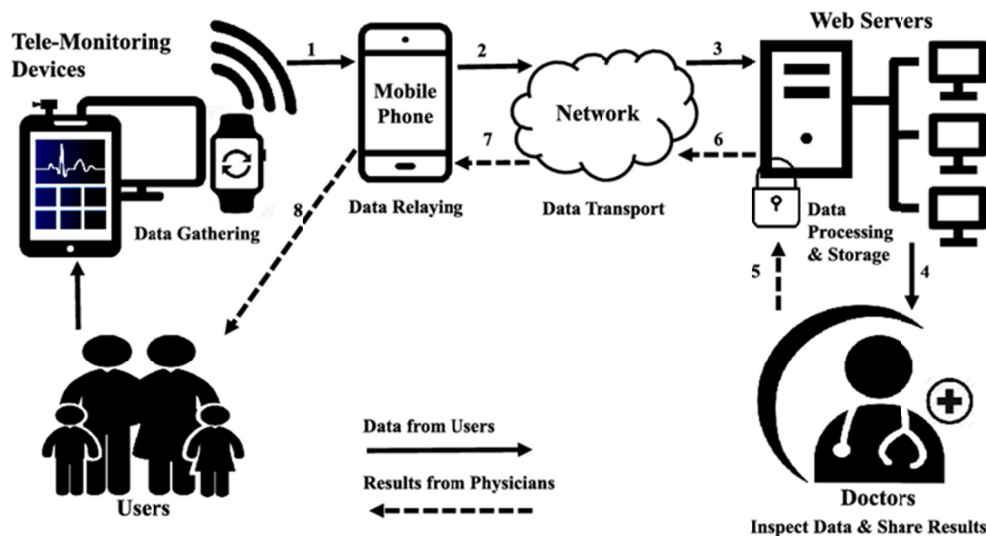 Tele-Monitoring
Devices
1
Mobile
Phone
2
Network
3
Web Servers
7
6
Data Gathering
8
Data Relaying
Data Transport
Data
Processing
& Storage
5
4
Data from Users
Results from Physicians
Users
Doctors
Inspect Data & Share Results